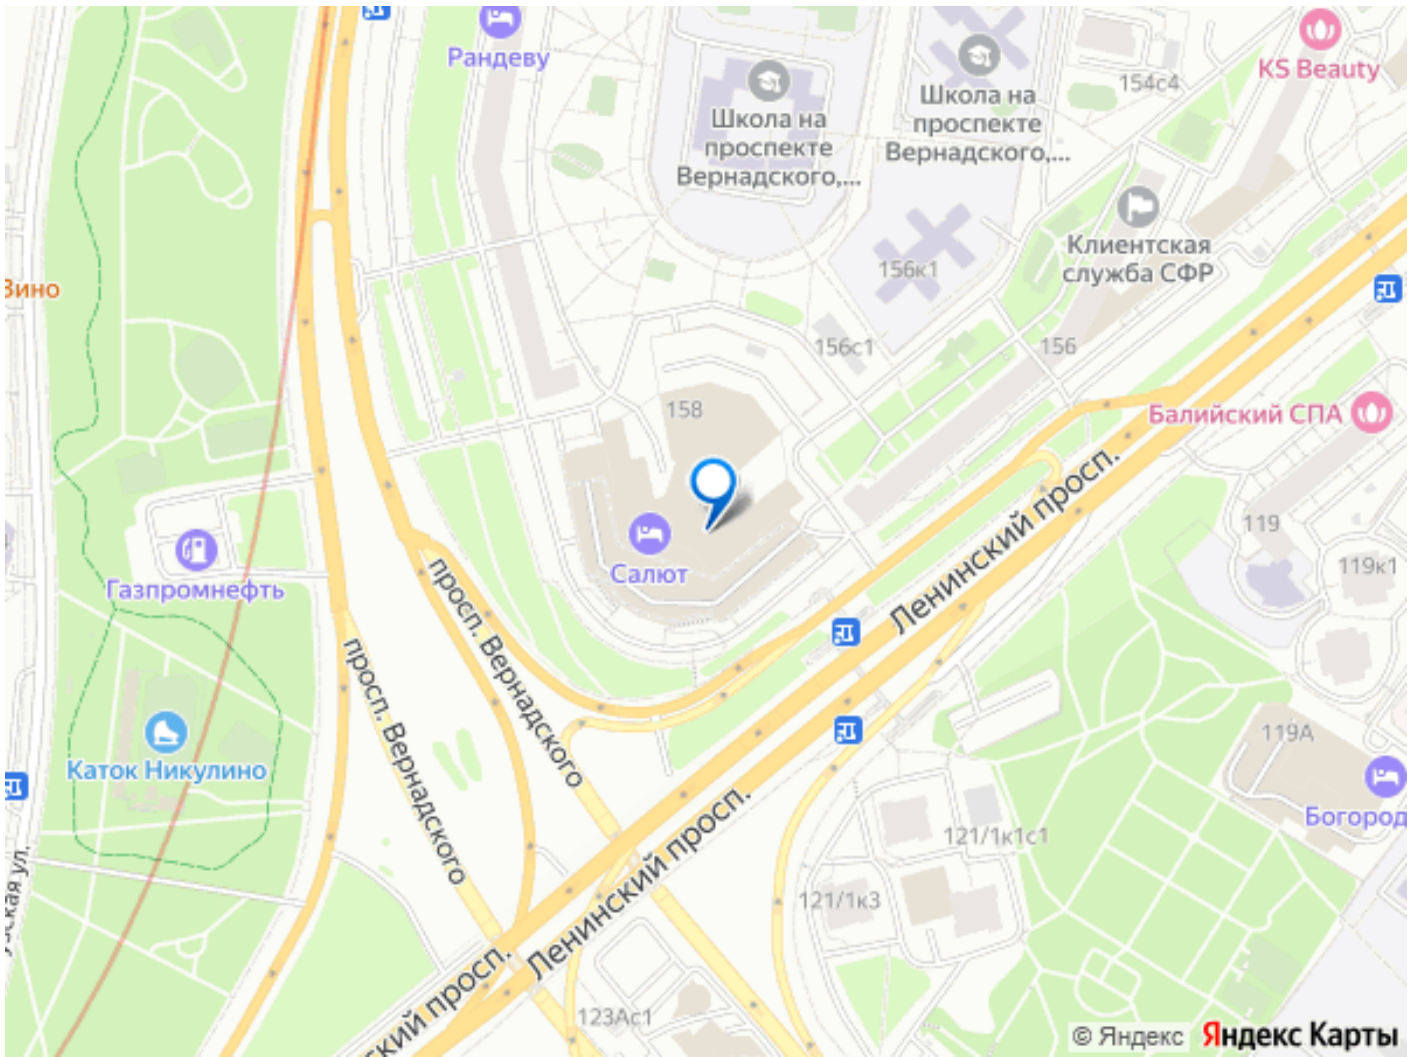 Рандеву
Школа на
проспекте
Вернадского,...
Школа на
проспекте
Вернадского,...
154с4
KS Beauty
Клиентская
служба СФР
156к1
Вино
156с1
156
158
Балийский СПА
Ленинский просп.
119
119к1
Салют
Газпромнефть
просп. Вернадского
просп. Вернадского
Каток Никулино
119А
Богород
Ленинский просп.
121/1к1с1
121/1к3
ский просп.
123Ас1
© Яндекс Яндекс Карты